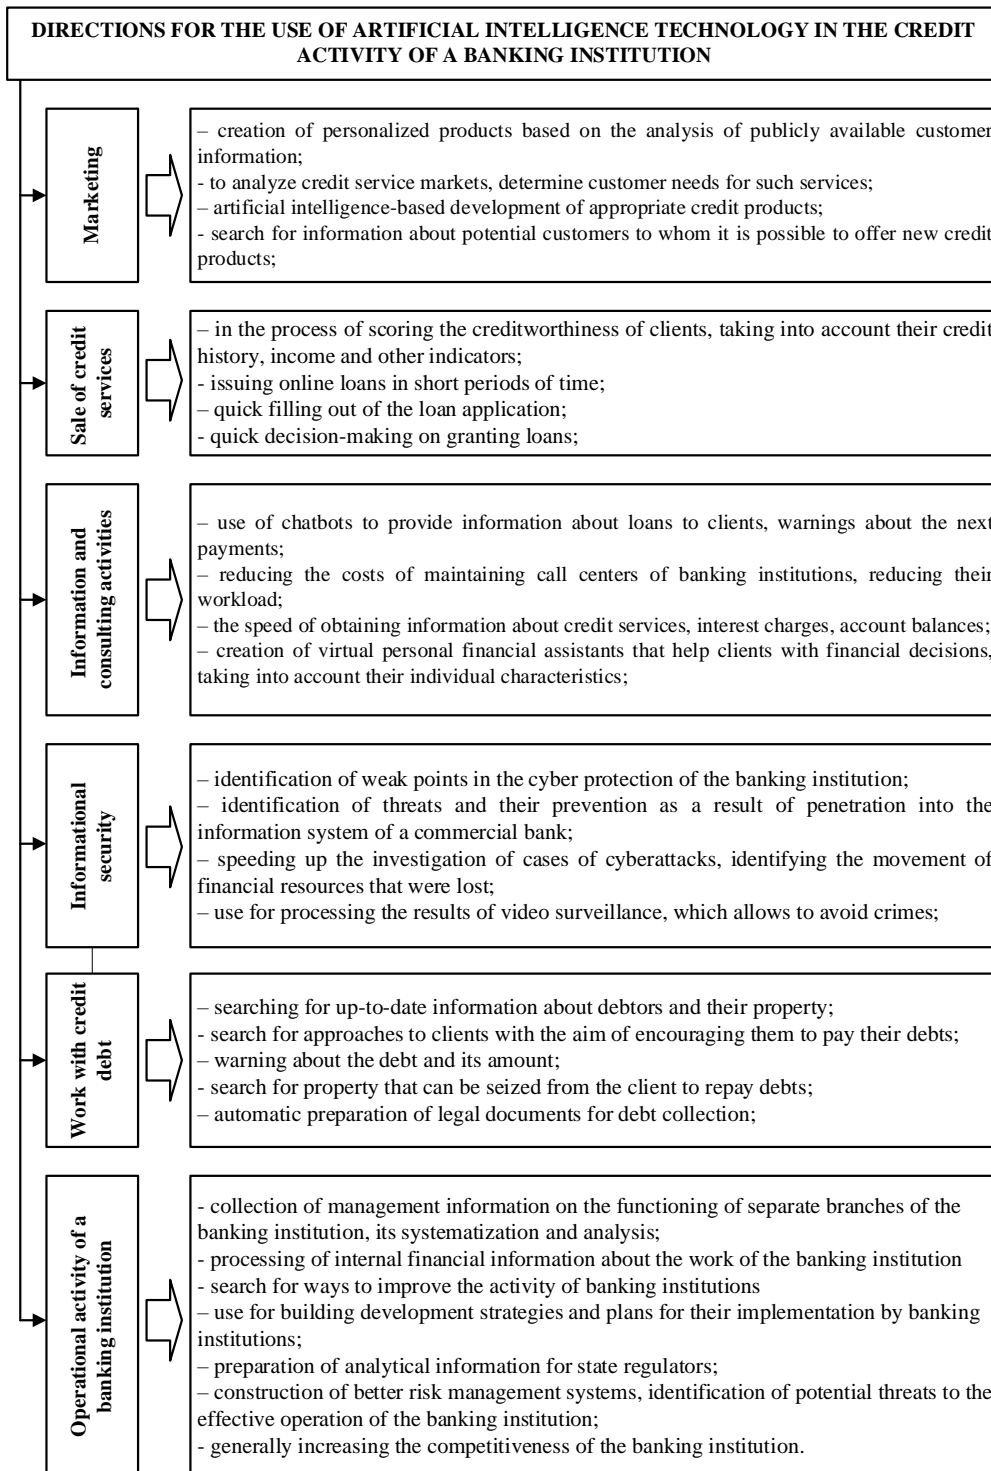 DIRECTIONS FOR THE USE OF ARTIFICIAL INTELLIGENCE TECHNOLOGY IN THE CREDIT
ACTIVITY OF A BANKING INSTITUTION
Marketing
– creation of personalized products based on the analysis of publicly available customer
information;
- to analyze credit service markets, determine customer needs for such services;
– artificial intelligence-based development of appropriate credit products;
- search for information about potential customers to whom it is possible to offer new credit
products;
Sale of credit
services
– in the process of scoring the creditworthiness of clients, taking into account their credit
history, income and other indicators;
- issuing online loans in short periods of time;
– quick filling out of the loan application;
- quick decision-making on granting loans;
Information and
consulting activities
– use of chatbots to provide information about loans to clients, warnings about the next
payments;
– reducing the costs of maintaining call centers of banking institutions, reducing their
workload;
– the speed of obtaining information about credit services, interest charges, account balances;
– creation of virtual personal financial assistants that help clients with financial decisions,
taking into account their individual characteristics;
Informational
security
– identification of weak points in the cyber protection of the banking institution;
– identification of threats and their prevention as a result of penetration into the
information system of a commercial bank;
– speeding up the investigation of cases of cyberattacks, identifying the movement of
financial resources that were lost;
– use for processing the results of video surveillance, which allows to avoid crimes;
Work with credit
debt
– searching for up-to-date information about debtors and their property;
- search for approaches to clients with the aim of encouraging them to pay their debts;
– warning about the debt and its amount;
- search for property that can be seized from the client to repay debts;
– automatic preparation of legal documents for debt collection;
Operational activity of a
banking institution
- collection of management information on the functioning of separate branches of the
banking institution, its systematization and analysis;
- processing of internal financial information about the work of the banking institution
- search for ways to improve the activity of banking institutions
– use for building development strategies and plans for their implementation by banking
institutions;
– preparation of analytical information for state regulators;
– construction of better risk management systems, identification of potential threats to the
effective operation of the banking institution;
- generally increasing the competitiveness of the banking institution.